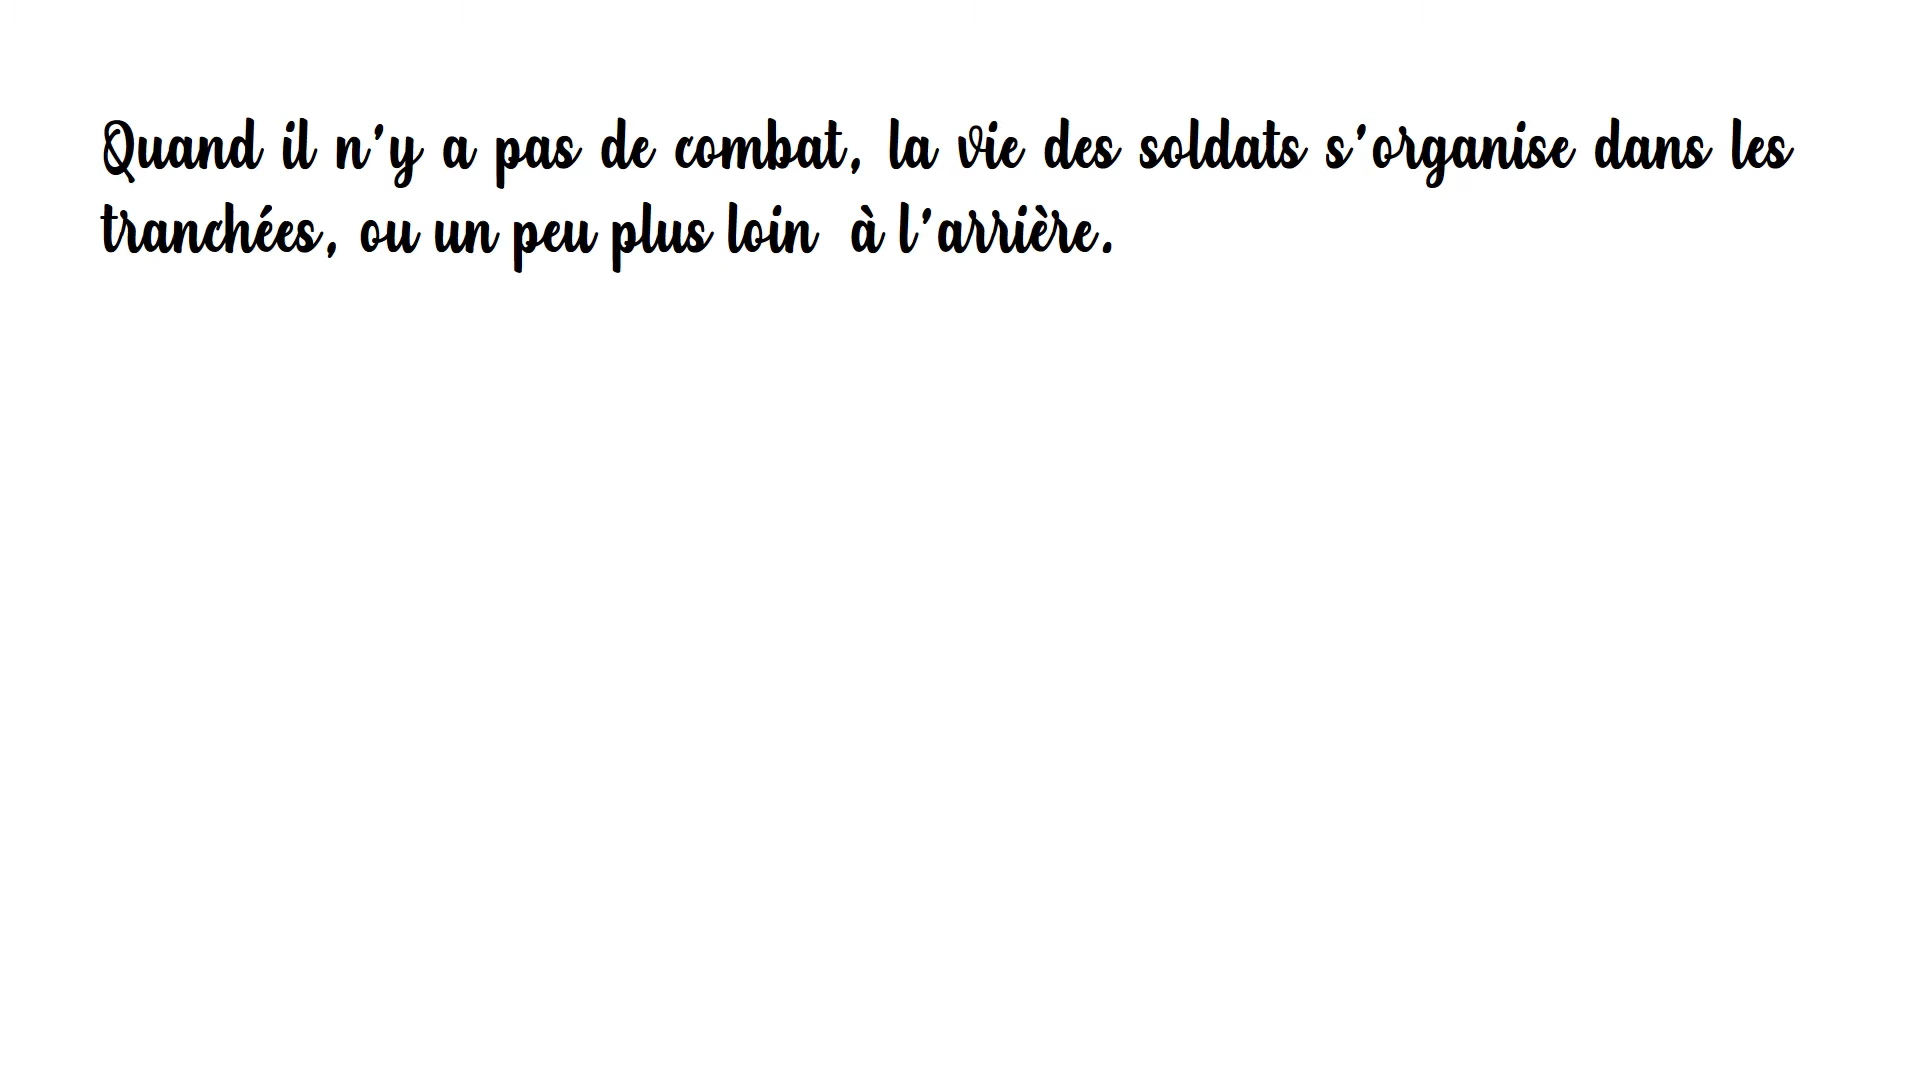 Quand il n'y a pas de combat, la vie des soldats s'organise dans les
tranchées, ou un peu plus loin  à l'arrière.